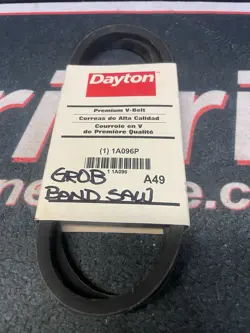 Dayton
Premium V-Belt
Correas de Alta Calidad
Courroie en V
de Première Qualité
(1) 1A096P
1 1A096
A49
GROB
BAND SAW